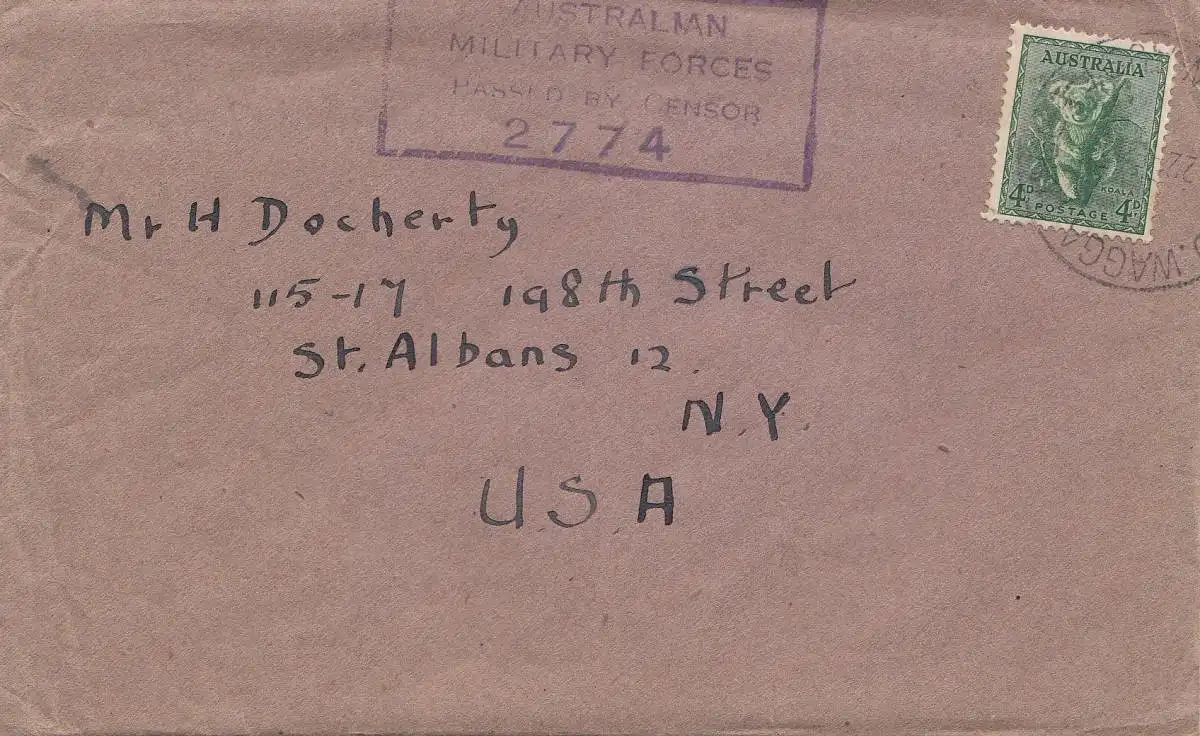 AUSTRALIAN
MILITARY FORCES
PASSED BY CENSOR
2774
AUSTRALIA
KOALA
4D POSTAGE 4D
WAGGA
Mr H Docherty
115-17 198th Street
St. Albans 12.
N.Y.
U.S.A